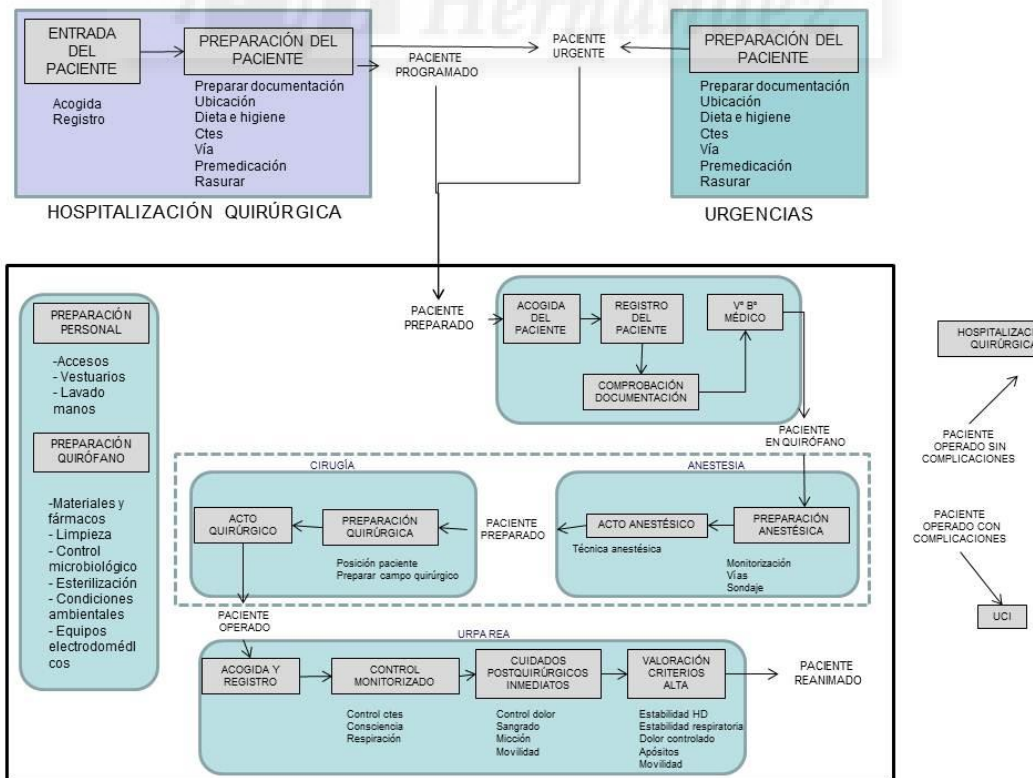 Hernández
ENTRADA
DEL
PACIENTE
Acogida
Registro
PREPARACIÓN DEL
PACIENTE
Preparar documentación
Ubicación
Dieta e higiene
Ctes
Vía
Premedicación
Rasurar
HOSPITALIZACIÓN QUIRÚRGICA
PACIENTE
PROGRAMADO
PACIENTE
URGENTE
PREPARACIÓN DEL
PACIENTE
Preparar documentación
Ubicación
Dieta e higiene
Ctes
Vía
Premedicación
Rasurar
URGENCIAS
PREPARACIÓN
PERSONAL
-Accesos
- Vestuarios
- Lavado
manos
PREPARACIÓN
QUIRÓFANO
-Materiales y
fármacos
- Limpieza
- Control
microbiológico
- Esterilización
- Condiciones
ambientales
- Equipos
electrodomédi
cos
PACIENTE
PREPARADO
ACOGIDA
DEL
PACIENTE
REGISTRO
DEL
PACIENTE
Vº Bº
MÉDICO
COMPROBACIÓN
DOCUMENTACIÓN
PACIENTE
EN QUIRÓFANO
CIRUGÍA
ACTO
QUIRÚRGICO
PREPARACIÓN
QUIRÚRGICA
Posición paciente
Preparar campo quirúrgico
PACIENTE
PREPARADO
ANESTESIA
ACTO ANESTÉSICO
Técnica anestésica
PREPARACIÓN
ANESTÉSICA
Monitorización
Vías
Sondaje
PACIENTE
OPERADO
URPA REA
ACOGIDA Y
REGISTRO
CONTROL
MONITORIZADO
Control ctes
Consciencia
Respiración
CUIDADOS
POSTQUIRÚRGICOS
INMEDIATOS
Control dolor
Sangrado
Micción
Movilidad
VALORACIÓN
CRITERIOS
ALTA
Estabilidad HD
Estabilidad respiratoria
Dolor controlado
Apósitos
Movilidad
PACIENTE
REANIMADO
HOSPITALIZACI
QUIRÚRGICA
PACIENTE
OPERADO SIN
COMPLICACIONES
PACIENTE
OPERADO CON
COMPLICACIONES
UCI